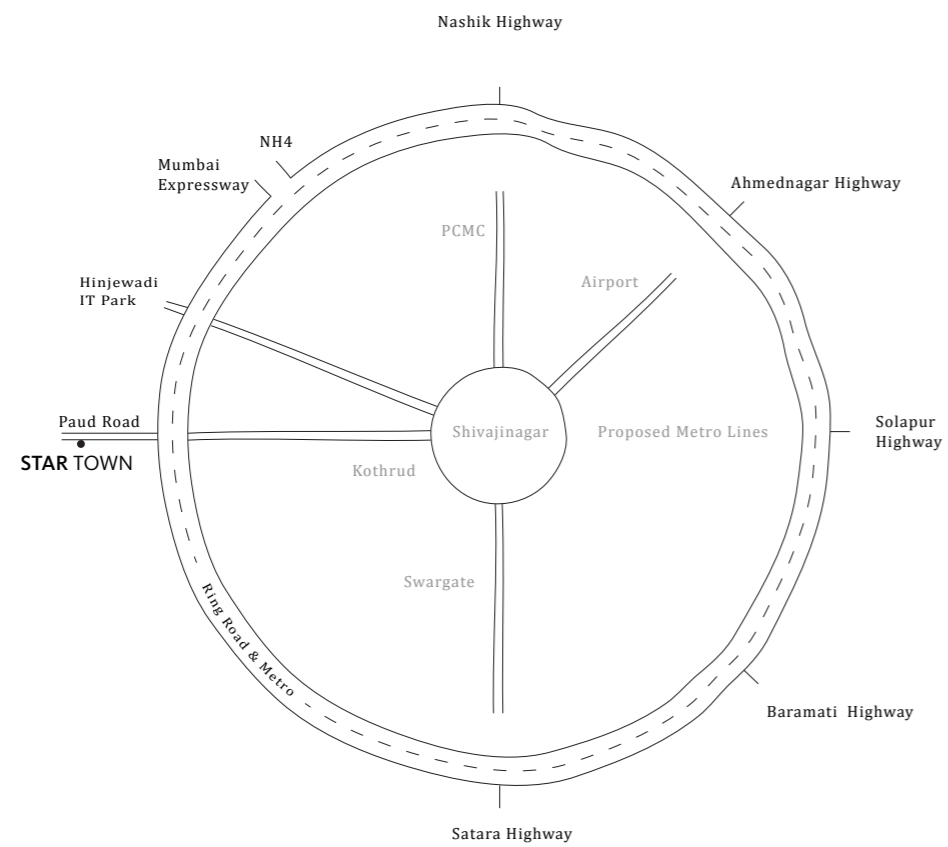 Nashik Highway
NH4
Mumbai
Expressway
Ahmednagar Highway
PCMC
Airport
Hinjewadi
IT Park
Paud Road
STAR TOWN
Shivajinagar
Proposed Metro Lines
Solapur
Highway
Kothrud
Swargate
Ring Road & Metro
Baramati Highway
Satara Highway